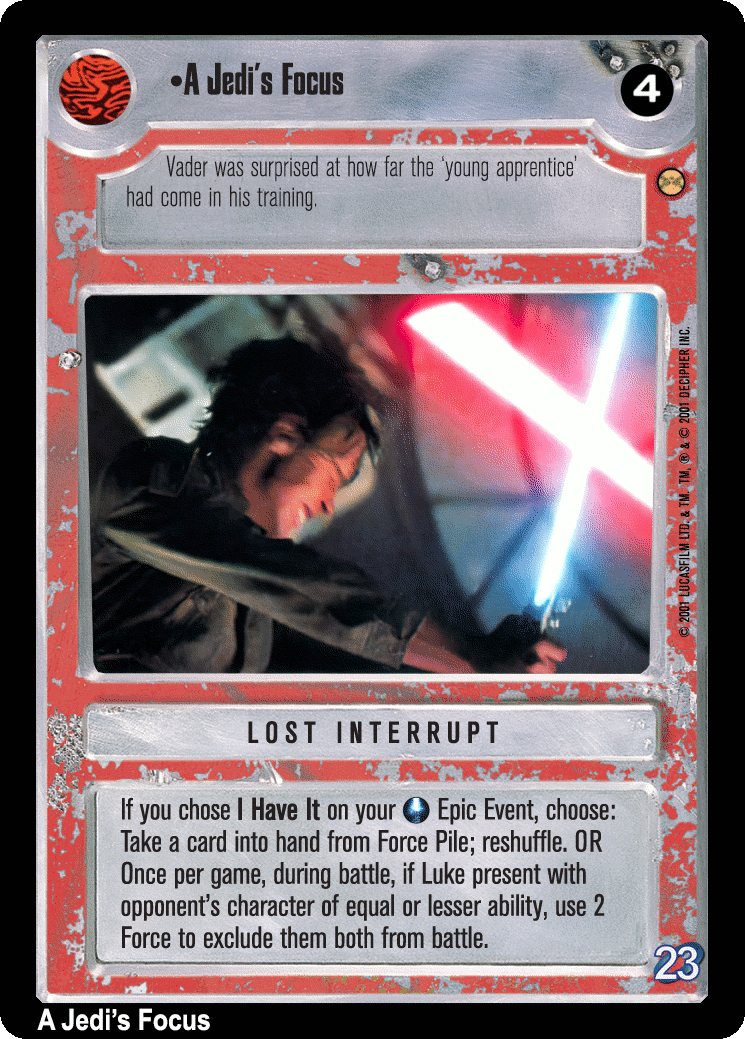 •A Jedi's Focus
4
Vader was surprised at how far the 'young apprentice'
had come in his training.
© 2001 LUCASFILM LTD. & TM. TM, ® & © 2001 DECIPHER INC.
LOST INTERRUPT
If you chose I Have It on your Epic Event, choose:
Take a card into hand from Force Pile; reshuffle. OR
Once per game, during battle, if Luke present with
opponent's character of equal or lesser ability, use 2
Force to exclude them both from battle.
23
A Jedi's Focus